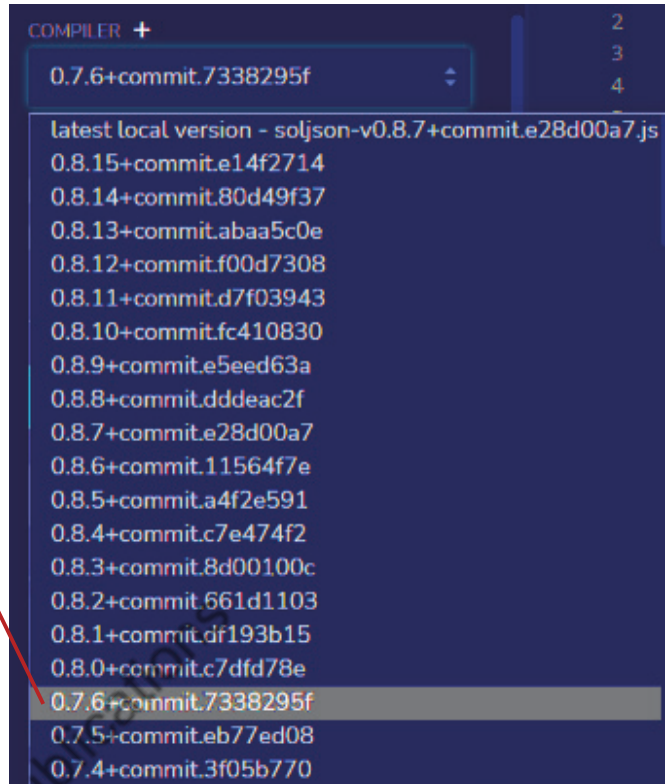 COMPILER +
0.7.6+commit.7338295f
2
3
4
latest local version - soljson-v0.8.7+commit.e28d00a7.js
0.8.15+commit.e14f2714
0.8.14+commit.80d49f37
0.8.13+commit.abaa5c0e
0.8.12+commit.f00d7308
0.8.11+commit.d7f03943
0.8.10+commit.fc410830
0.8.9+commit.e5eed63a
0.8.8+commit.dddeac2f
0.8.7+commit.e28d00a7
0.8.6+commit.11564f7e
0.8.5+commit.a4f2e591
0.8.4+commit.c7e474f2
0.8.3+commit.8d00100c
0.8.2+commit.661d1103
0.8.1+commit.df193b15
0.8.0+commit.c7dfd78e
0.7.6+commit.7338295f
0.7.5+commit.eb77ed08
0.7.4+commit.3f05b770